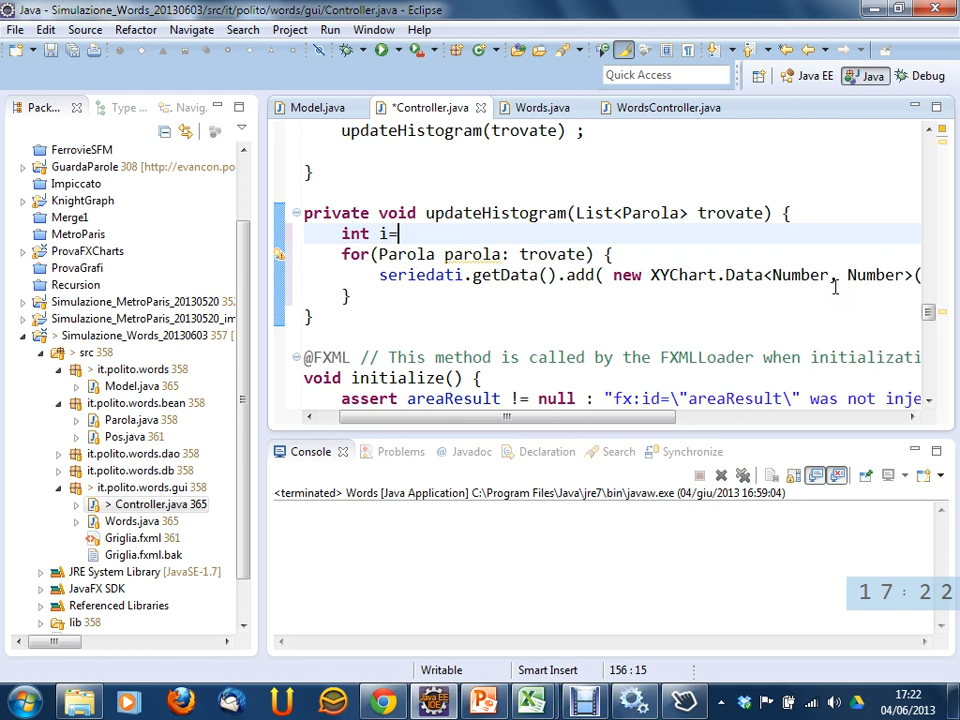 Java - Simulazione_Words_20130603/src/it/polito/words/gui/Controller.java - Eclipse
File Edit Source Refactor Navigate Search Project Run Window Help
Quick Access
Java EE Java Debug
Pack... Type ... Navig.
Model.java *Controller.java Words.java WordsController.java
FerrovieSFM
GuardaParole 308 [http://evancon.po
Impiccato
KnightGraph
Merge1
MetroParis
ProvaFXCharts
ProvaGrafi
Recursion
Simulazione_MetroParis_20130520 352
Simulazione_MetroParis_20130520_im
> Simulazione_Words_20130603 357 [
> src 358
it.polito.words
Model.java 365
it.polito.words.bean
Parola.java 358
Pos.java 361
it.polito.words.dao
it.polito.words.db
> it.polito.words.gui 358
> Controller.java 365
Words.java 365
Griglia.fxml 361
Griglia.fxml.bak
JRE System Library [JavaSE-1.7]
JavaFX SDK
Referenced Libraries
lib 358
updateHistogram(trovate) ;
}
private void updateHistogram(List<Parola> trovate) {
int i=
for(Parola parola: trovate) {
seriedati.getData().add( new XYChart.Data<Number, Number>(
}
}
@FXML // This method is called by the FXMLLoader when initializati
void initialize() {
assert areaResult != null : "fx:id=\"areaResult\" was not inje
Console Problems @ Javadoc Declaration Search Synchronize
<terminated> Words [Java Application] C:\Program Files\Java\jre7\bin\javaw.exe (04/giu/2013 16:59:04)
17:22
Writable Smart Insert 156 : 15
17:22
04/06/2013